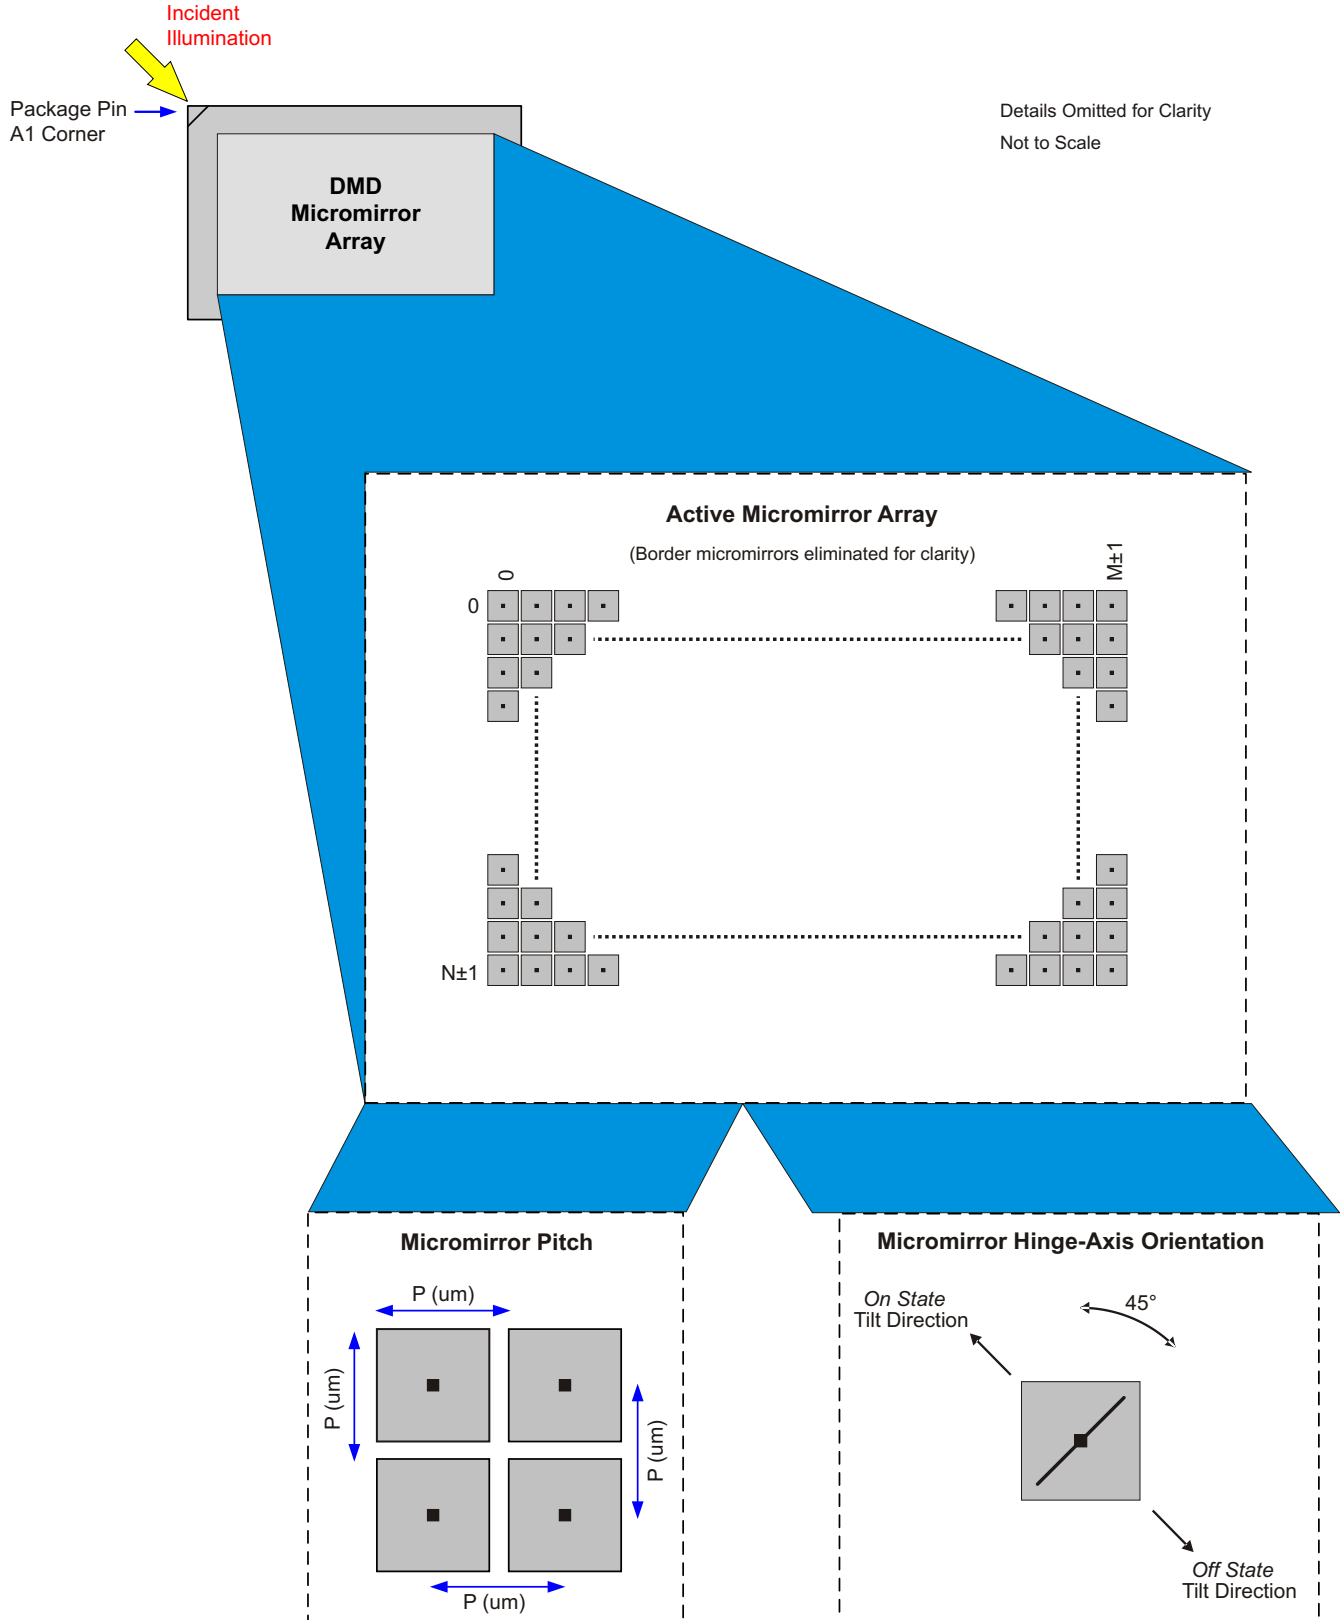 Incident
Illumination
Package Pin
A1 Corner
Details Omitted for Clarity
Not to Scale
DMD
Micromirror
Array
Active Micromirror Array
(Border micromirrors eliminated for clarity)
0
M±1
0
N±1
Micromirror Pitch
P (um)
P (um)
P (um)
P (um)
Micromirror Hinge-Axis Orientation
On State
Tilt Direction
45°
Off State
Tilt Direction